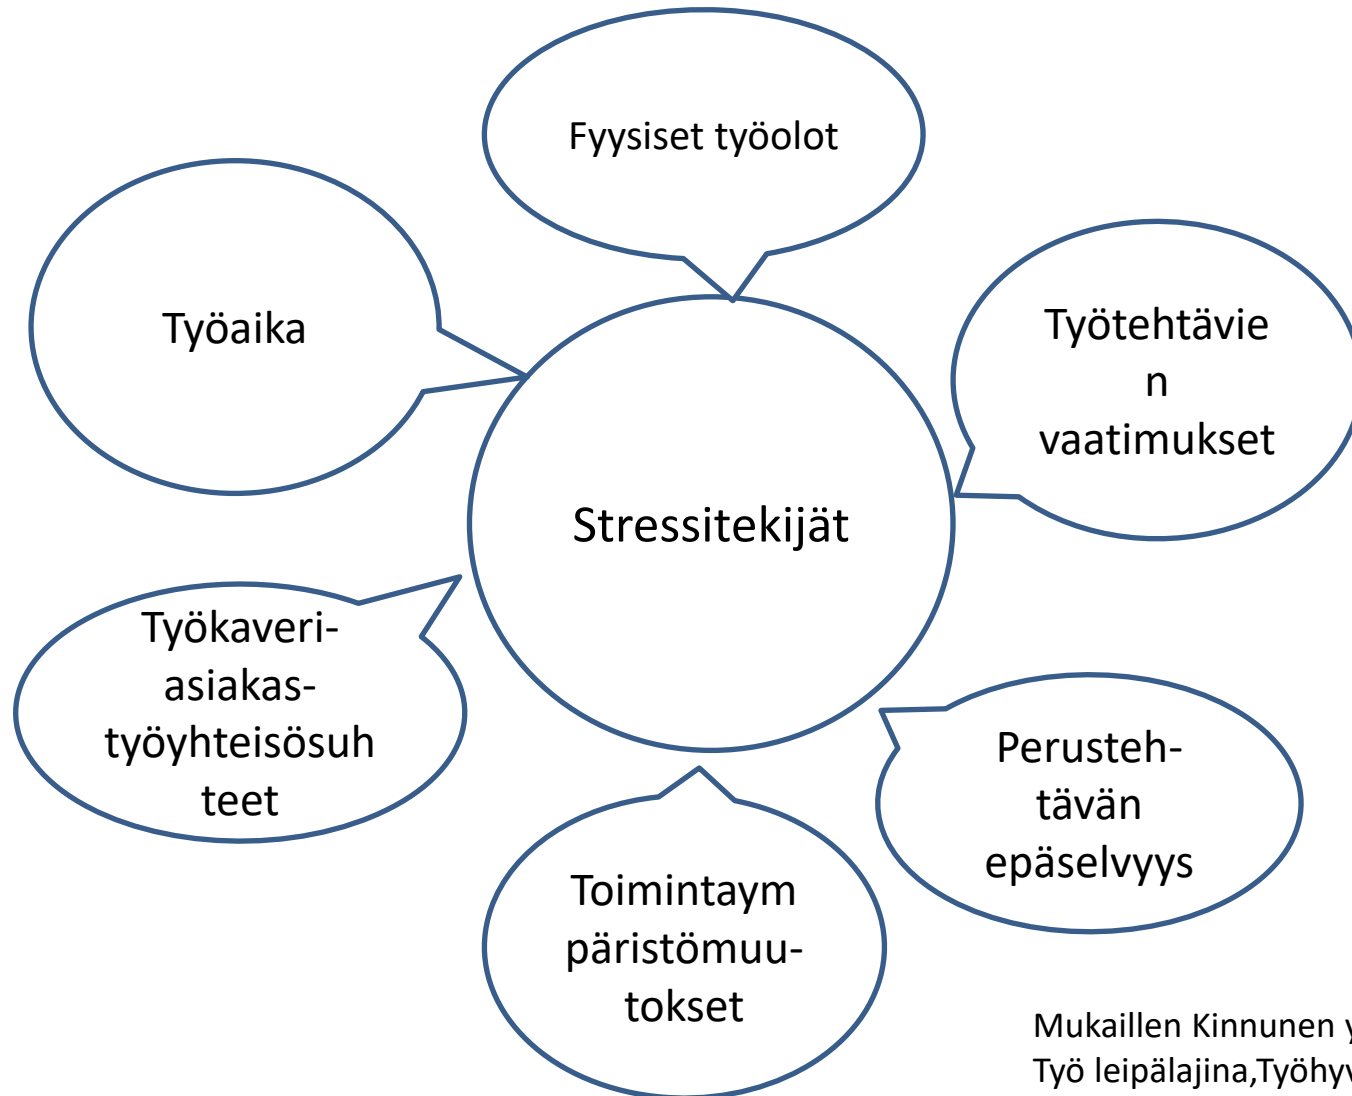 Fyysiset työolot
Työaika
Työtehtävie
n
vaatimukset
Stressitekijät
Työkaveri-
asiakas-
työyhteisösuh
teet
Perusteh-
tävän
epäselvyys
Toimintaym
päristömuu-
tokset
Mukaillen Kinnunen
Työ leipälajina,